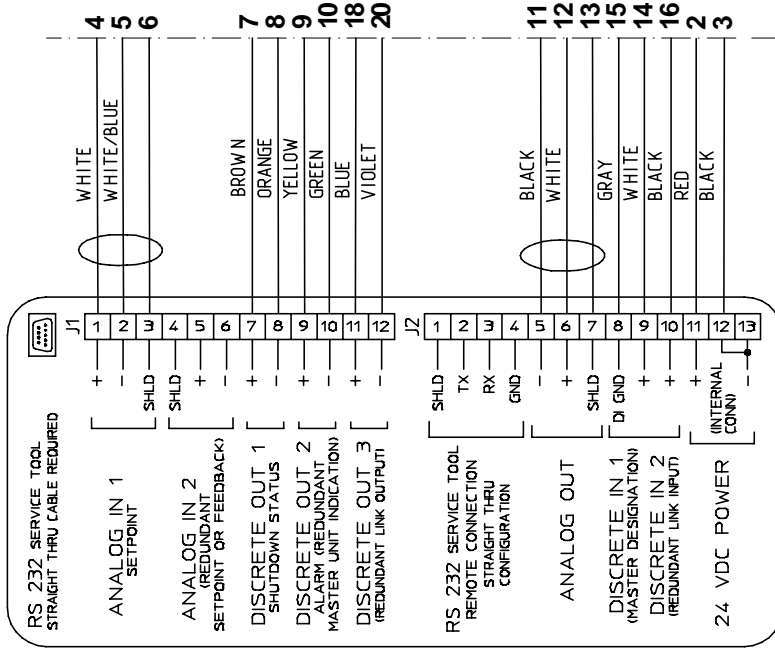 RS 232 SERVICE TOOL
STRAIGHT THRU CABLE REQUIRED
J1
ANALOG IN 1
SETPOINT
+ 1 WHITE 4
- 2 WHITE/BLUE 5
SHLD 3 6
ANALOG IN 2
(REDUNDANT
SETPOINT OR FEEDBACK)
SHLD 4
+ 5
- 6
DISCRETE OUT 1
SHUTDOWN STATUS
+ 7 BROWN 7
- 8 ORANGE 8
DISCRETE OUT 2
ALARM (REDUNDANT
MASTER UNIT INDICATION)
+ 9 YELLOW 9
- 10 GREEN 10
DISCRETE OUT 3
(REDUNDANT LINK OUTPUT)
+ 11 BLUE 18
- 12 VIOLET 20
J2
RS 232 SERVICE TOOL
REMOTE CONNECTION
STRAIGHT THRU
CONFIGURATION
SHLD 1
TX 2
RX 3
GND 4
ANALOG OUT
- 5 BLACK 11
+ 6 WHITE 12
SHLD 7 13
DISCRETE IN 1
(MASTER DESIGNATION)
DISCRETE IN 2
(REDUNDANT LINK INPUT)
DI GND 8 GRAY 15
+ 9 WHITE 14
+ 10 BLACK 16
24 VDC POWER
+ 11 RED 2
(INTERNAL
CONN)
12 BLACK 3
- 13